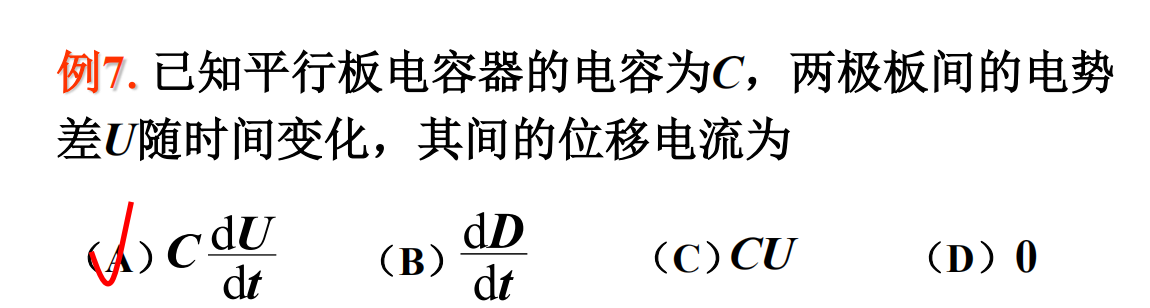 例7. 已知平行板电容器的电容为C，两极板间的电势
差U随时间变化，其间的位移电流为
（A）C dU/dt （B）dD/dt （C）CU （D）0